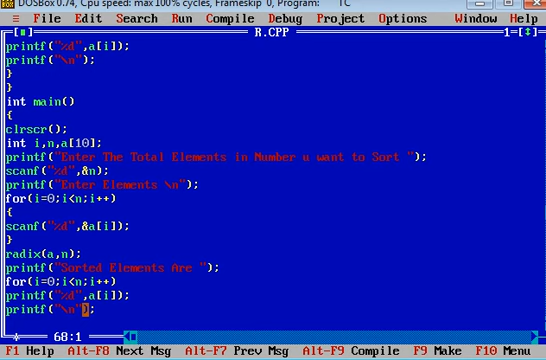 DOSBox 0.74, Cpu speed: max 100% cycles, Frameskip 0, Program: TC
≡ File Edit Search Run Compile Debug Project Options Window Help
[■] R.CPP 1=[↕]
printf("%d",a[i]);
printf("\n");
}
}
int main()
{
clrscr();
int i,n,a[10];
printf("Enter The Total Elements in Number u want to Sort ");
scanf("%d",&n);
printf("Enter Elements \n");
for(i=0;i<n;i++)
{
scanf("%d",&a[i]);
}
radix(a,n);
printf("Sorted Elements Are ");
for(i=0;i<n;i++)
printf("%d",a[i]);
printf("\n");
68:1
F1 Help Alt-F8 Next Msg Alt-F7 Prev Msg Alt-F9 Compile F9 Make F10 Menu